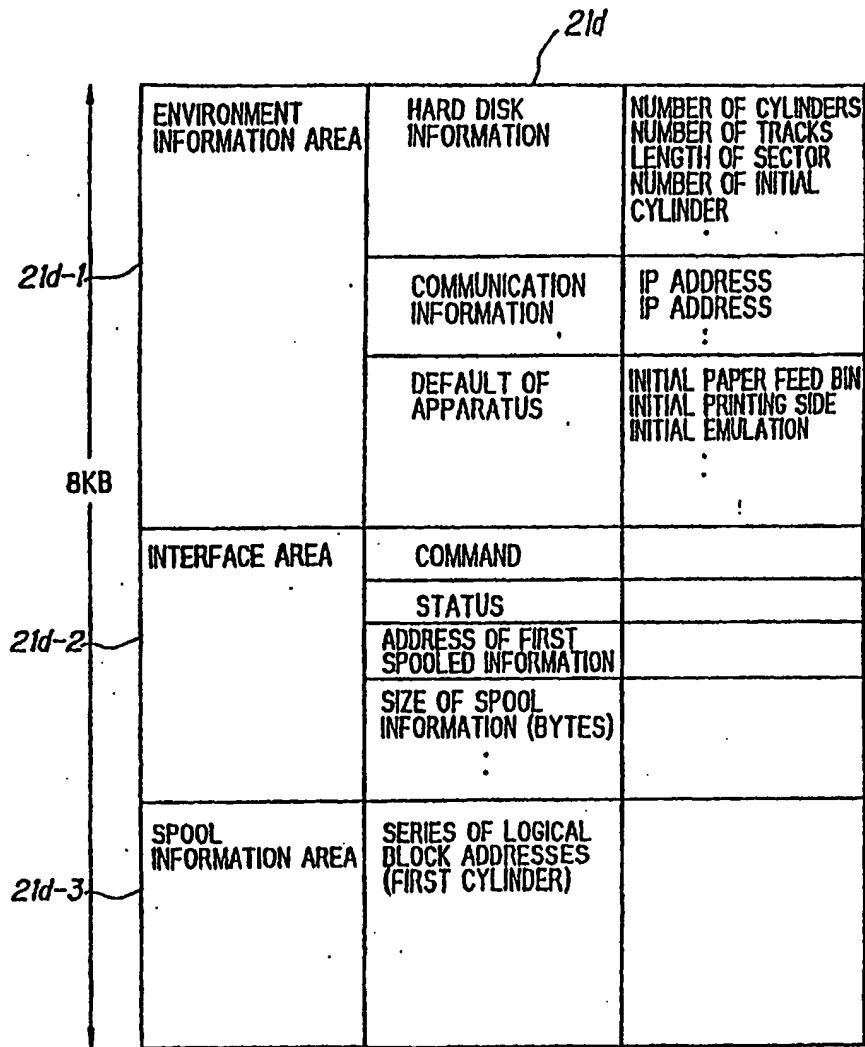 21d
ENVIRONMENT
INFORMATION AREA
HARD DISK
INFORMATION
NUMBER OF CYLINDERS
NUMBER OF TRACKS
LENGTH OF SECTOR
NUMBER OF INITIAL
CYLINDER
21d-1
COMMUNICATION
INFORMATION
IP ADDRESS
IP ADDRESS
DEFAULT OF
APPARATUS
INITIAL PAPER FEED BIN
INITIAL PRINTING SIDE
INITIAL EMULATION
8KB
INTERFACE AREA
COMMAND
STATUS
21d-2
ADDRESS OF FIRST
SPOOLED INFORMATION
SIZE OF SPOOL
INFORMATION (BYTES)
SPOOL
INFORMATION AREA
SERIES OF LOGICAL
BLOCK ADDRESSES
(FIRST CYLINDER)
21d-3